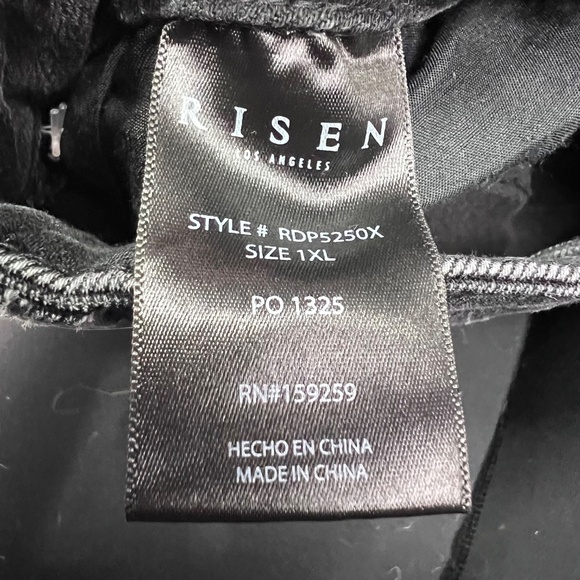 RISEN
LOS ANGELES
STYLE # RDP5250X
SIZE 1XL
PO 1325
RN#159259
HECHO EN CHINA
MADE IN CHINA